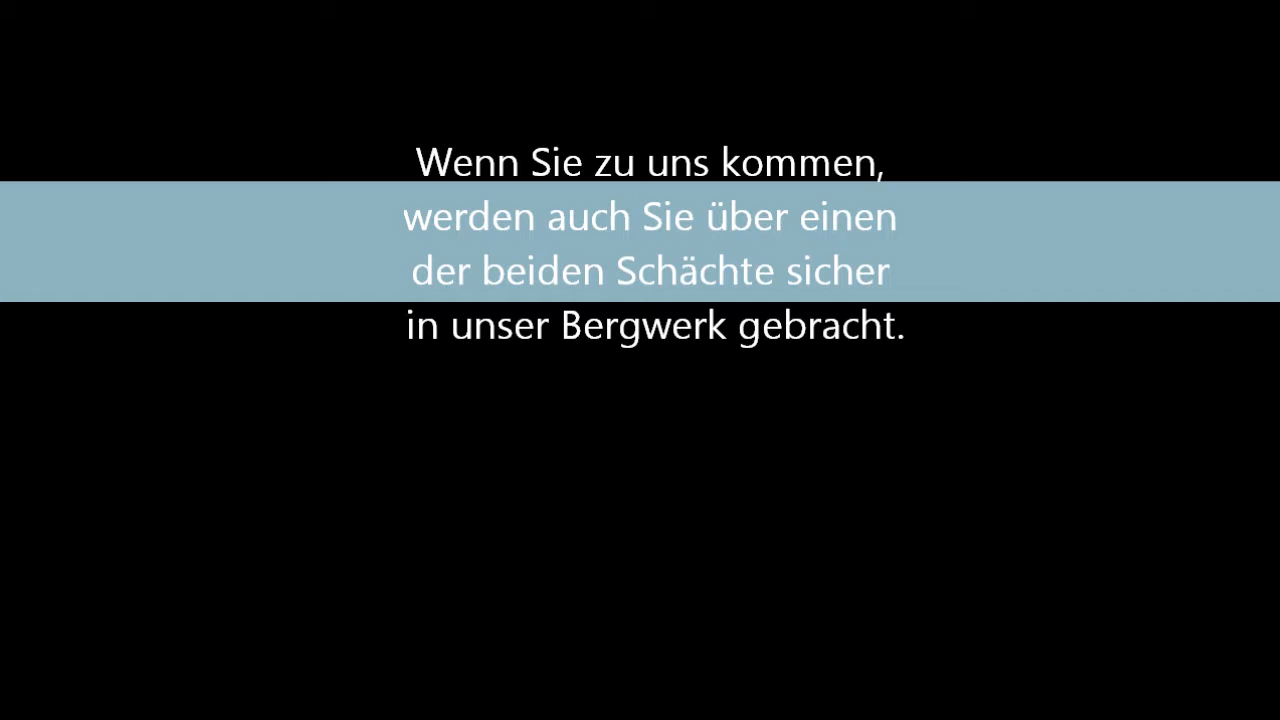 Wenn Sie zu uns kommen,
werden auch Sie über einen
der beiden Schächte sicher
in unser Bergwerk gebracht.